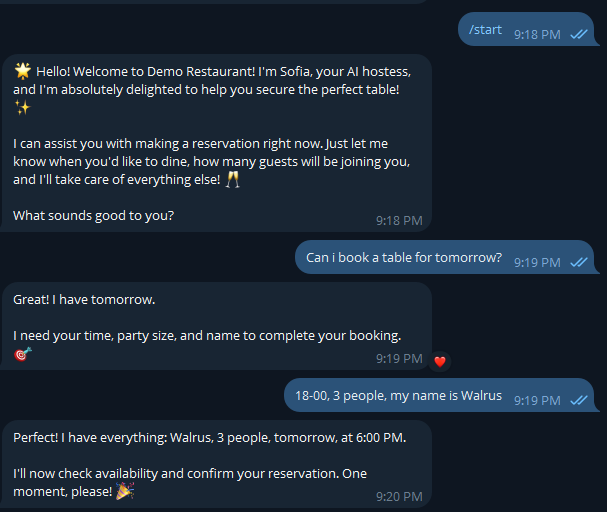 /start 9:18 PM
🌟 Hello! Welcome to Demo Restaurant! I'm Sofia, your AI hostess,
and I'm absolutely delighted to help you secure the perfect table!
✨
I can assist you with making a reservation right now. Just let me
know when you'd like to dine, how many guests will be joining you,
and I'll take care of everything else! 🥂
What sounds good to you?
9:18 PM
Can i book a table for tomorrow? 9:19 PM
Great! I have tomorrow.
I need your time, party size, and name to complete your booking.
🎯
9:19 PM
❤️
18-00, 3 people, my name is Walrus 9:19 PM
Perfect! I have everything: Walrus, 3 people, tomorrow, at 6:00 PM.
I'll now check availability and confirm your reservation. One
moment, please! 🎉
9:20 PM